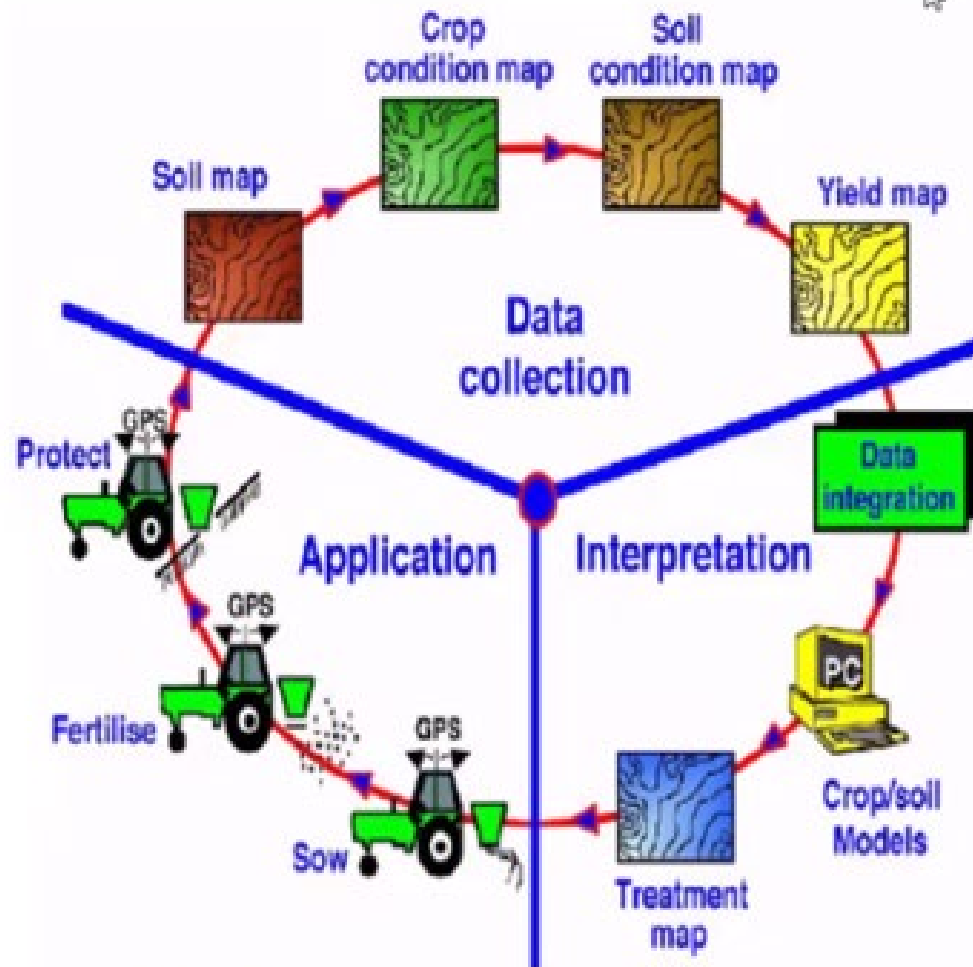 Crop
condition map
Soil
condition map
Soil map
Yield map
Data
collection
GPS
Protect
Data
integration
Application
Interpretation
GPS
PC
Fertilise
GPS
Crop/soil
Models
Sow
Treatment
map